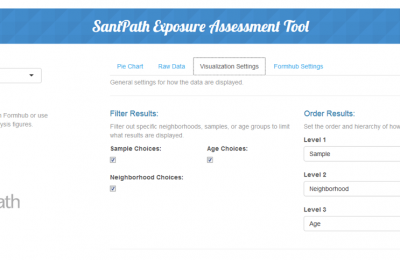 SaniPath Exposure Assessment Tool
Pie Chart Raw Data Visualization Settings Formhub Settings
General settings for how the data are displayed.
Formhub or use
figures.
ath
Filter Results:
Filter out specific neighborhoods, samples, or age groups to limit
what results are displayed
Sample Choices: Age Choices:
Neighborhood Choices:
Order Results:
Set the order and hierarchy of how
Level 1
Sample
Level 2
Neighborhood
Level 3
Age